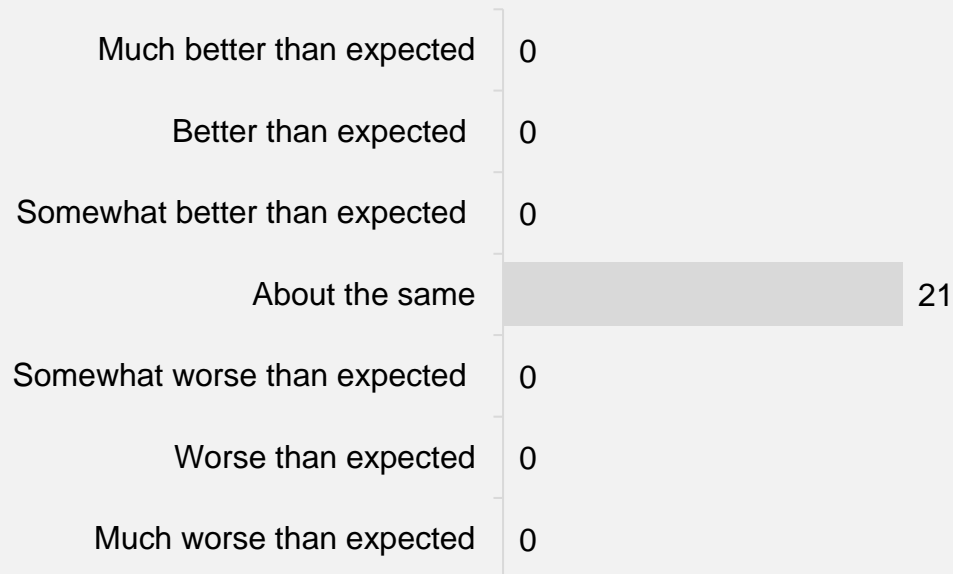 Much better than expected 0
Better than expected 0
Somewhat better than expected 0
About the same 21
Somewhat worse than expected 0
Worse than expected 0
Much worse than expected 0